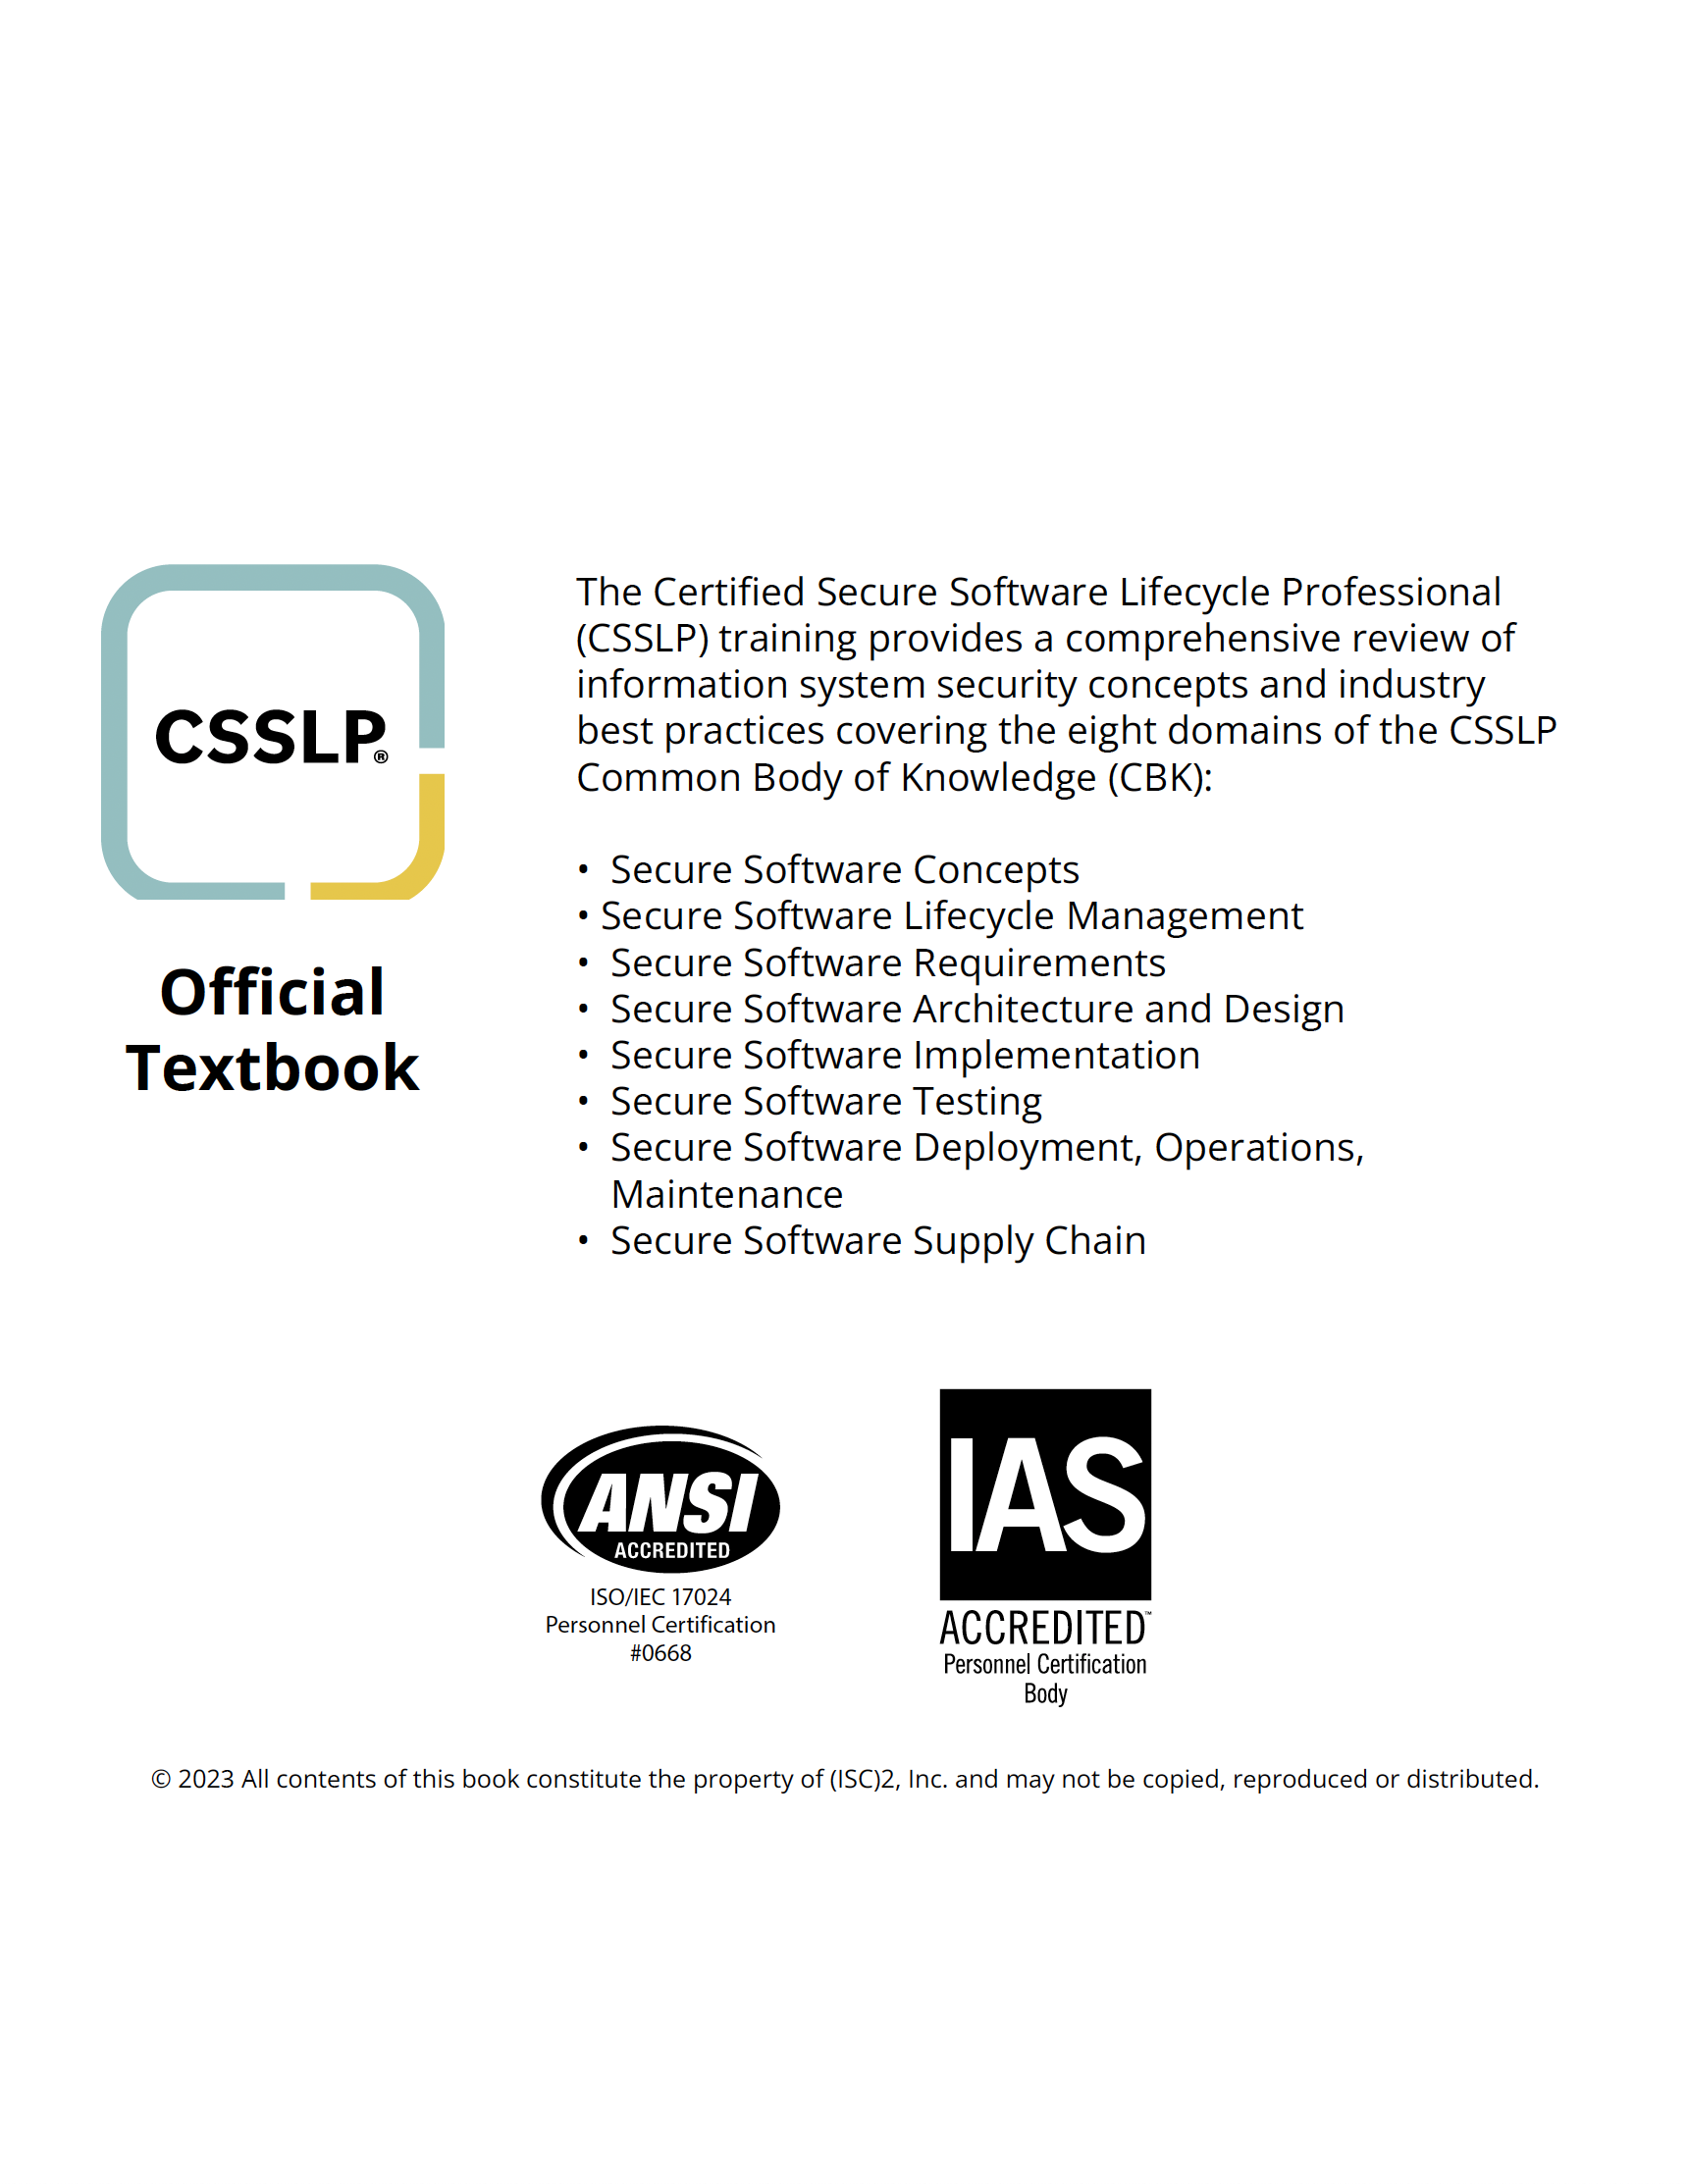 CSSLP®
Official
Textbook
The Certified Secure Software Lifecycle Professional
(CSSLP) training provides a comprehensive review of
information system security concepts and industry
best practices covering the eight domains of the CSSLP
Common Body of Knowledge (CBK):
• Secure Software Concepts
• Secure Software Lifecycle Management
• Secure Software Requirements
• Secure Software Architecture and Design
• Secure Software Implementation
• Secure Software Testing
• Secure Software Deployment, Operations,
Maintenance
• Secure Software Supply Chain
ANSI
ACCREDITED
ISO/IEC 17024
Personnel Certification
#0668
IAS
ACCREDITED™
Personnel Certification
Body
© 2023 All contents of this book constitute the property of (ISC)2, Inc. and may not be copied, reproduced or distributed.